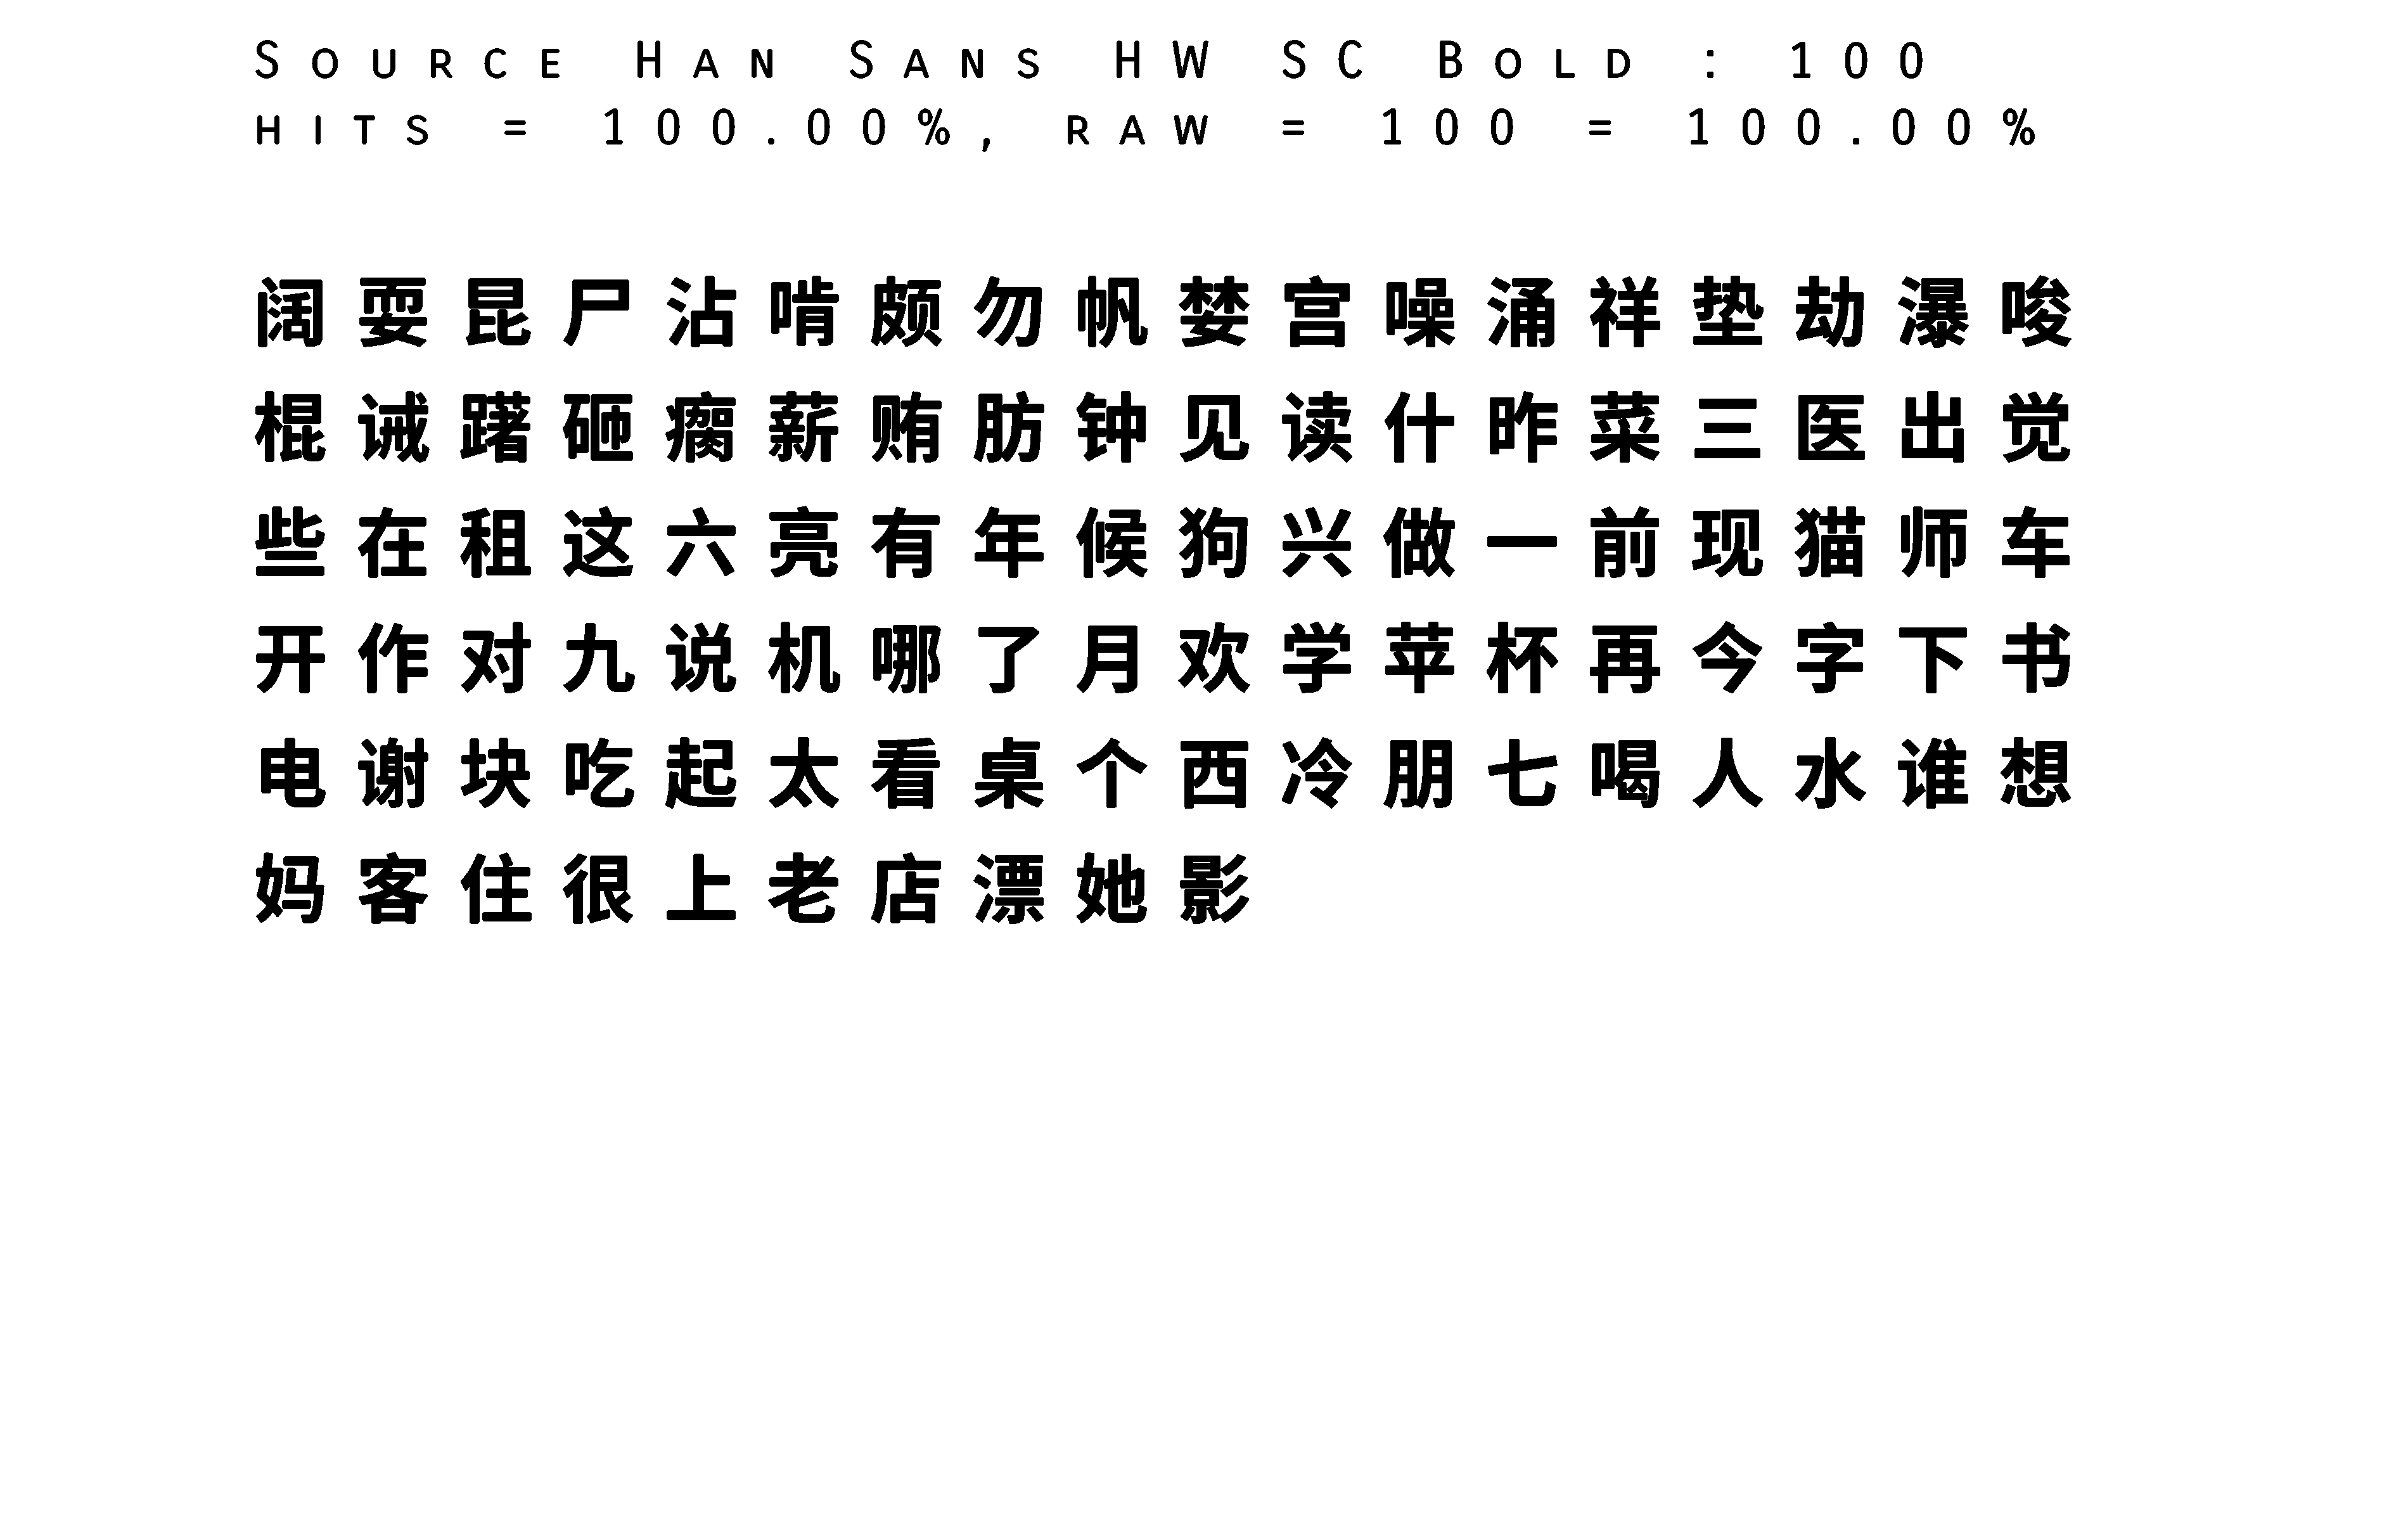 Source Han Sans HW SC Bold : 100
hits = 100.00%, raw = 100 = 100.00%
阔耍昆尸沾啃颇勿帆婪宫噪涌祥垫劫瀑唆
棍诫躇砸瘸薪贿肪钟见读什昨菜三医出觉
些在租这六亮有年候狗兴做一前现猫师车
开作对九说机哪了月欢学苹杯再今字下书
电谢块吃起太看桌个西冷朋七喝人水谁想
妈客住很上老店漂她影